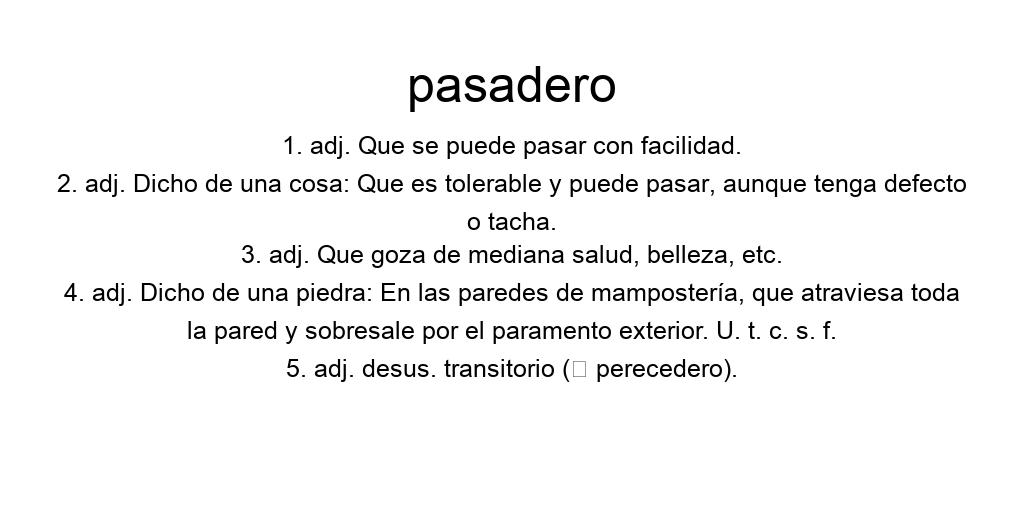 pasadero
1. adj. Que se puede pasar con facilidad.
2. adj. Dicho de una cosa: Que es tolerable y puede pasar, aunque tenga defecto
o tacha.
3. adj. Que goza de mediana salud, belleza, etc.
4. adj. Dicho de una piedra: En las paredes de mampostería, que atraviesa toda
la pared y sobresale por el paramento exterior. U. t. c. s. f.
5. adj. desus. transitorio (□ perecedero).